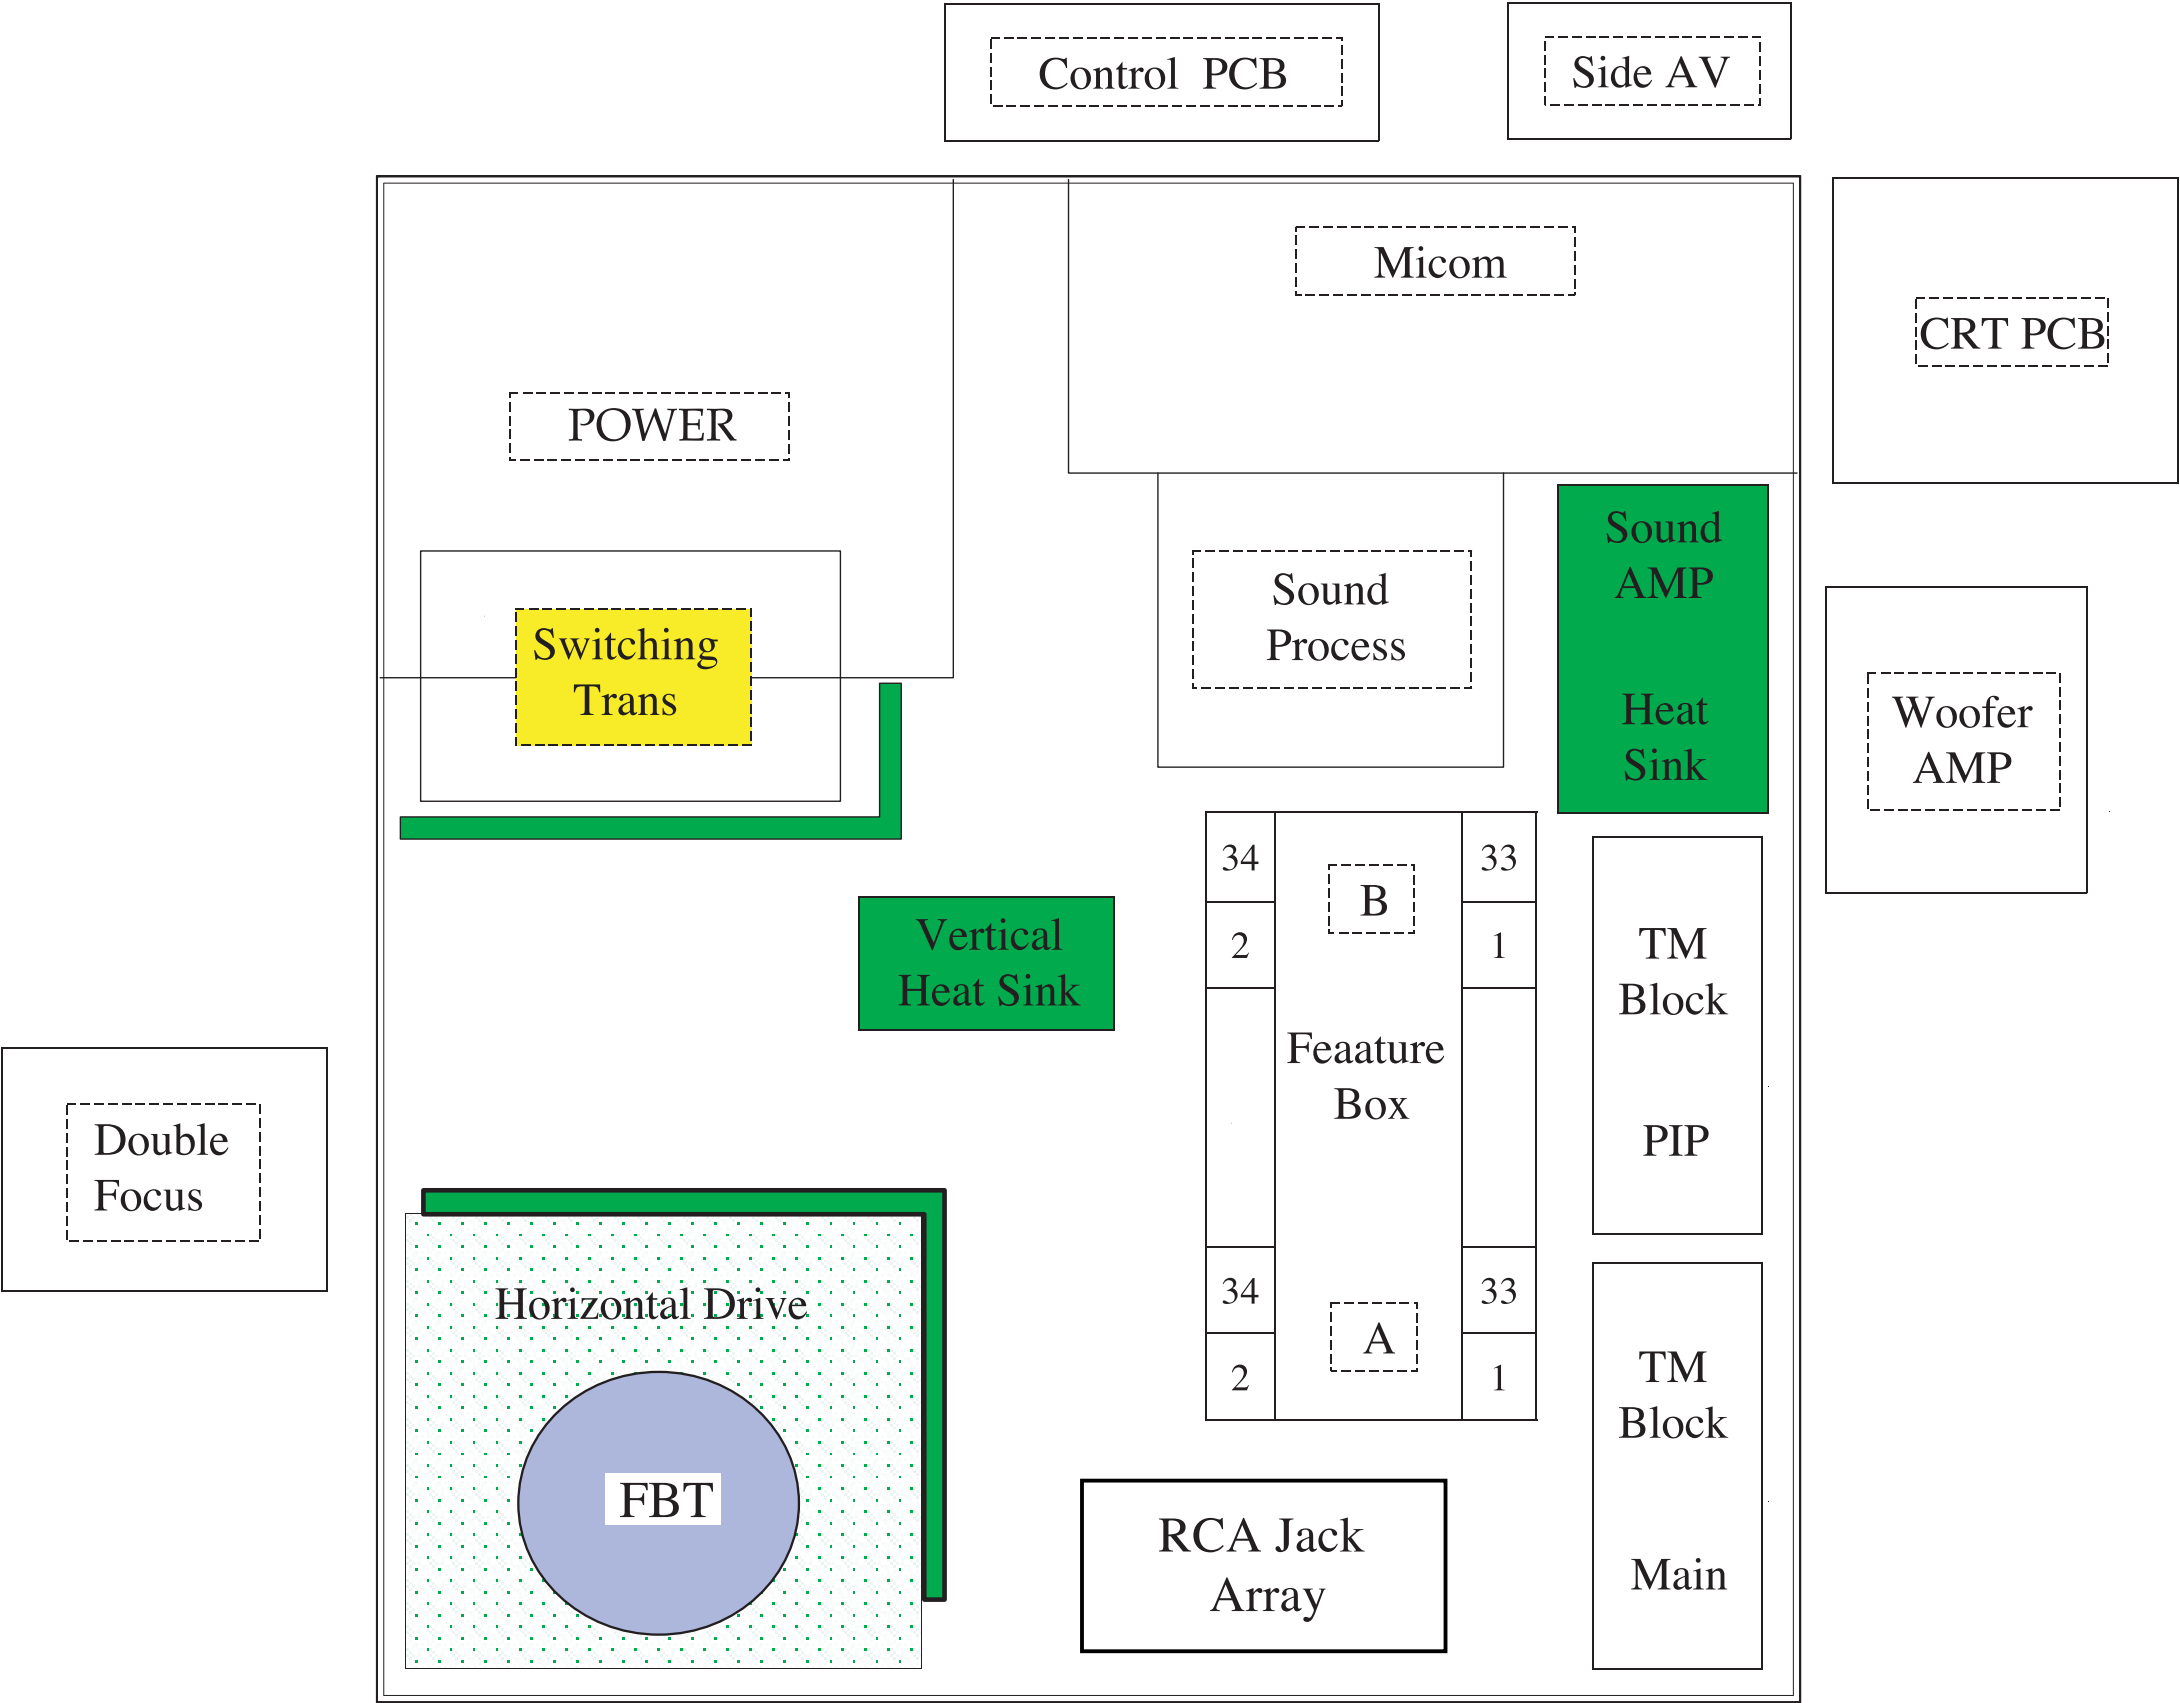 Control PCB
Side AV
Micom
CRT PCB
POWER
Sound
AMP
Heat
Sink
Sound
Process
Switching
Trans
Woofer
AMP
34
33
B
2
1
Vertical
Heat Sink
TM
Block
PIP
Feaature
Box
Double
Focus
34
33
A
2
1
Horizontal Drive
FBT
TM
Block
Main
RCA Jack
Array